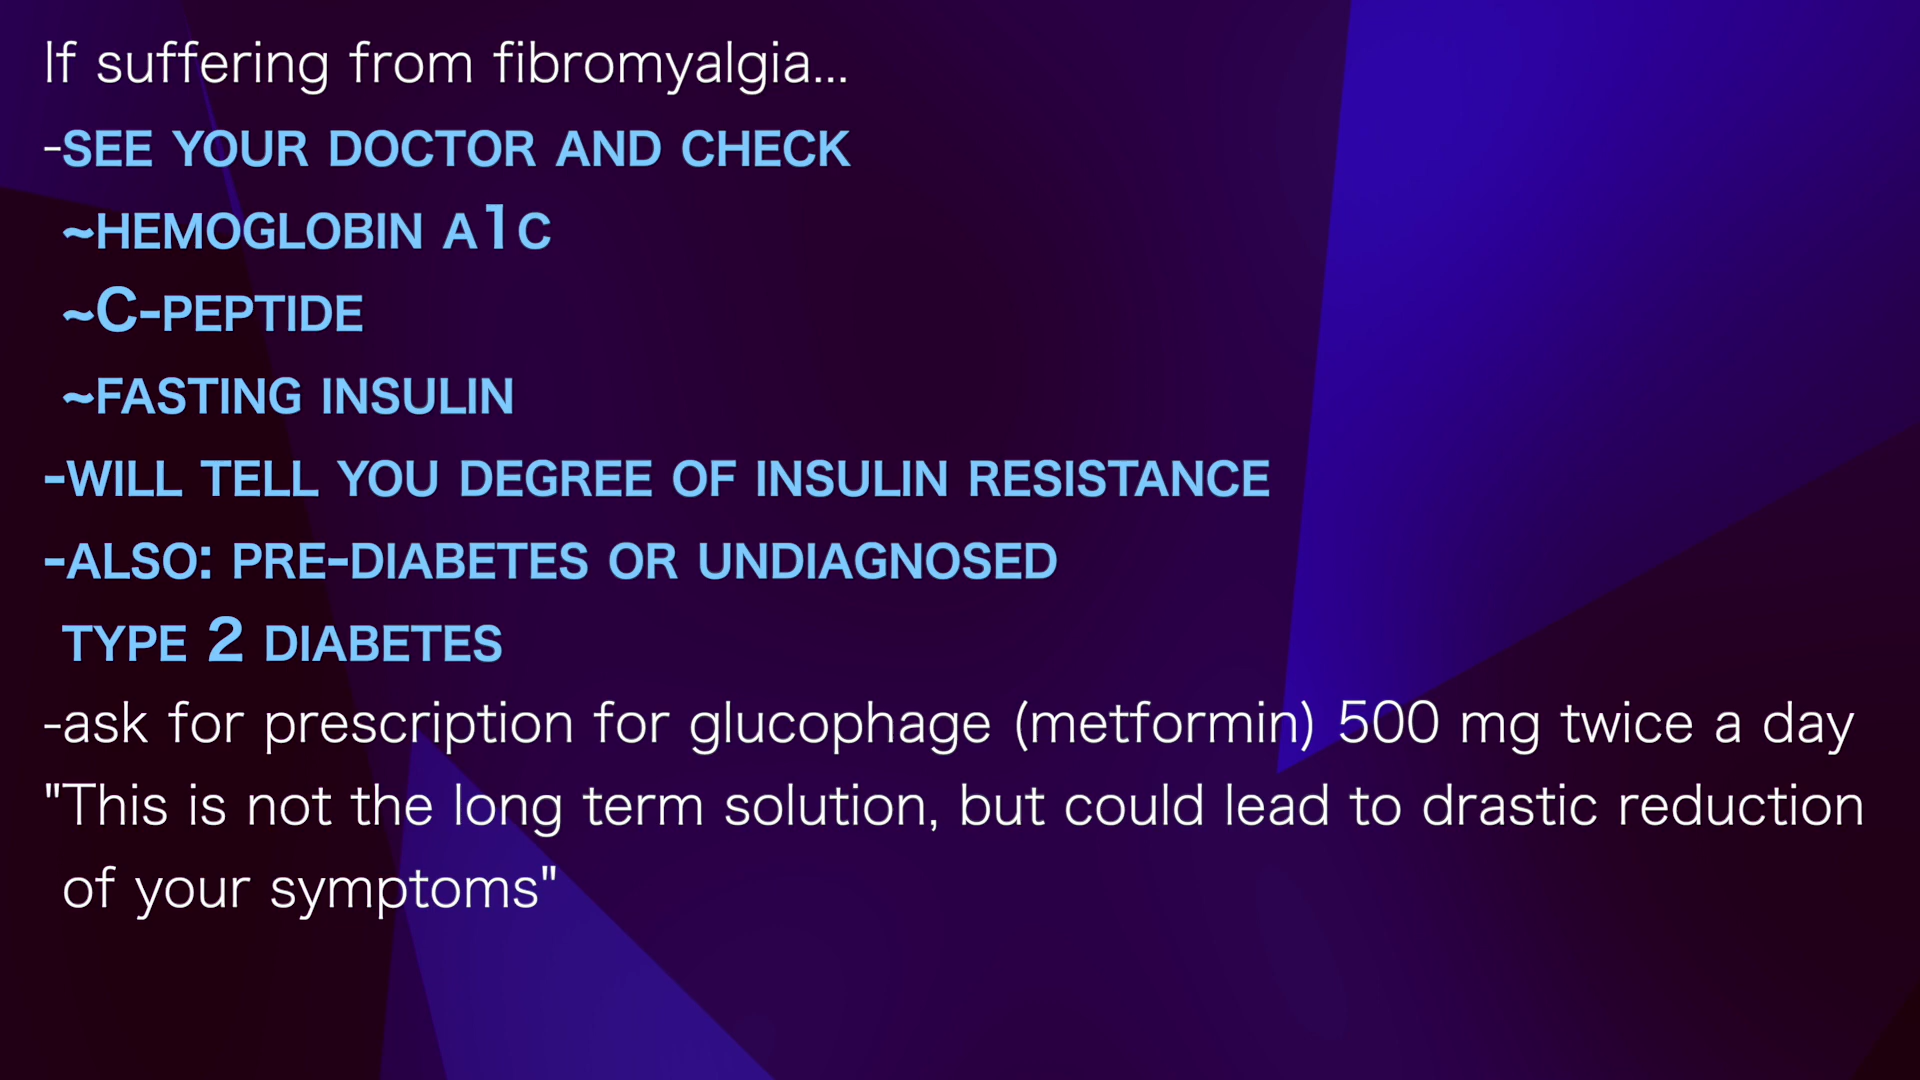 If suffering from fibromyalgia...
-SEE YOUR DOCTOR AND CHECK
~HEMOGLOBIN A1C
~C-PEPTIDE
~FASTING INSULIN
-WILL TELL YOU DEGREE OF INSULIN RESISTANCE
-ALSO: PRE-DIABETES OR UNDIAGNOSED
TYPE 2 DIABETES
-ask for prescription for glucophage (metformin) 500 mg twice a day
"This is not the long term solution, but could lead to drastic reduction
of your symptoms"